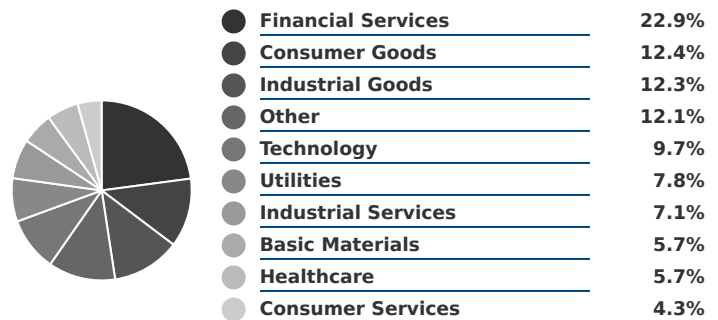 Financial Services 22.9%
Consumer Goods 12.4%
Industrial Goods 12.3%
Other 12.1%
Technology 9.7%
Utilities 7.8%
Industrial Services 7.1%
Basic Materials 5.7%
Healthcare 5.7%
Consumer Services 4.3%